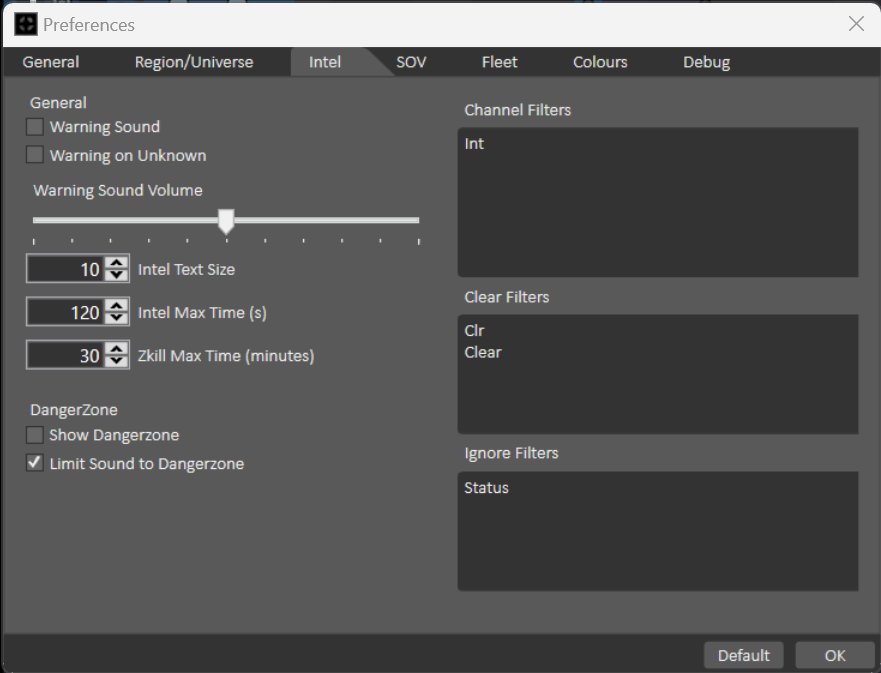 Preferences
General Region/Universe Intel SOV Fleet Colours Debug
General
Warning Sound
Warning on Unknown
Warning Sound Volume
10 Intel Text Size
120 Intel Max Time (s)
30 Zkill Max Time (minutes)
DangerZone
Show Dangerzone
Limit Sound to Dangerzone
Channel Filters
Int
Clear Filters
Clr
Clear
Ignore Filters
Status
Default OK